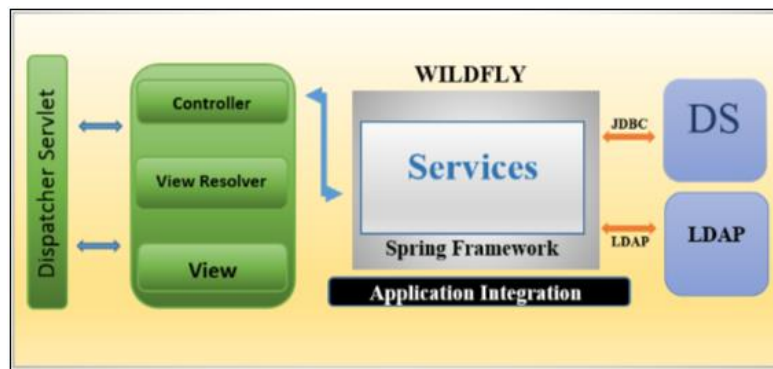 Dispatcher Servlet
Controller
View Resolver
View
WILDFLY
Services
Spring Framework
Application Integration
JDBC
DS
LDAP
LDAP